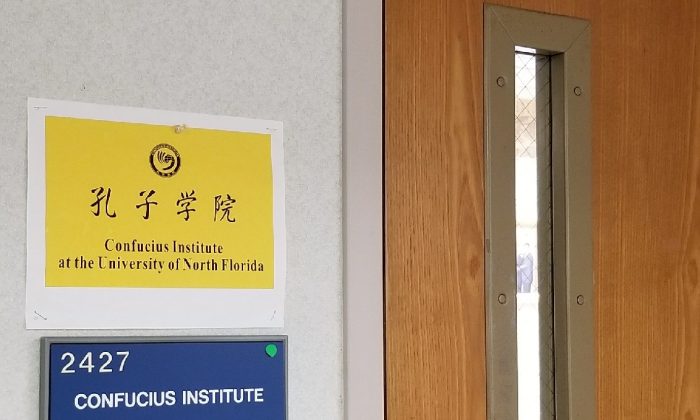 孔子学院
Confucius Institute
at the University of North Florida
2427
CONFUCIUS INSTITUTE